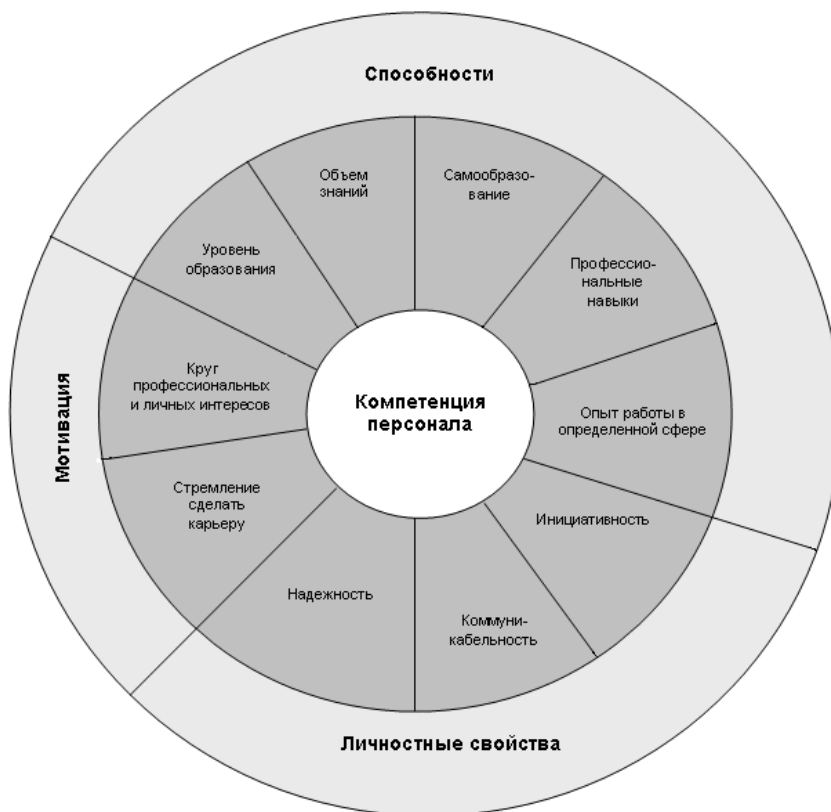 Способности
Объем
знаний
Самообразо-
вание
Уровень
образования
Профессио-
нальные
навыки
Круг
профессиональных
и личных интересов
Компетенция
персонала
Опыт работы в
определенной сфере
Мотивация
Стремление
сделать
карьеру
Инициативность
Надежность
Коммуни-
кабельность
Личностные свойства